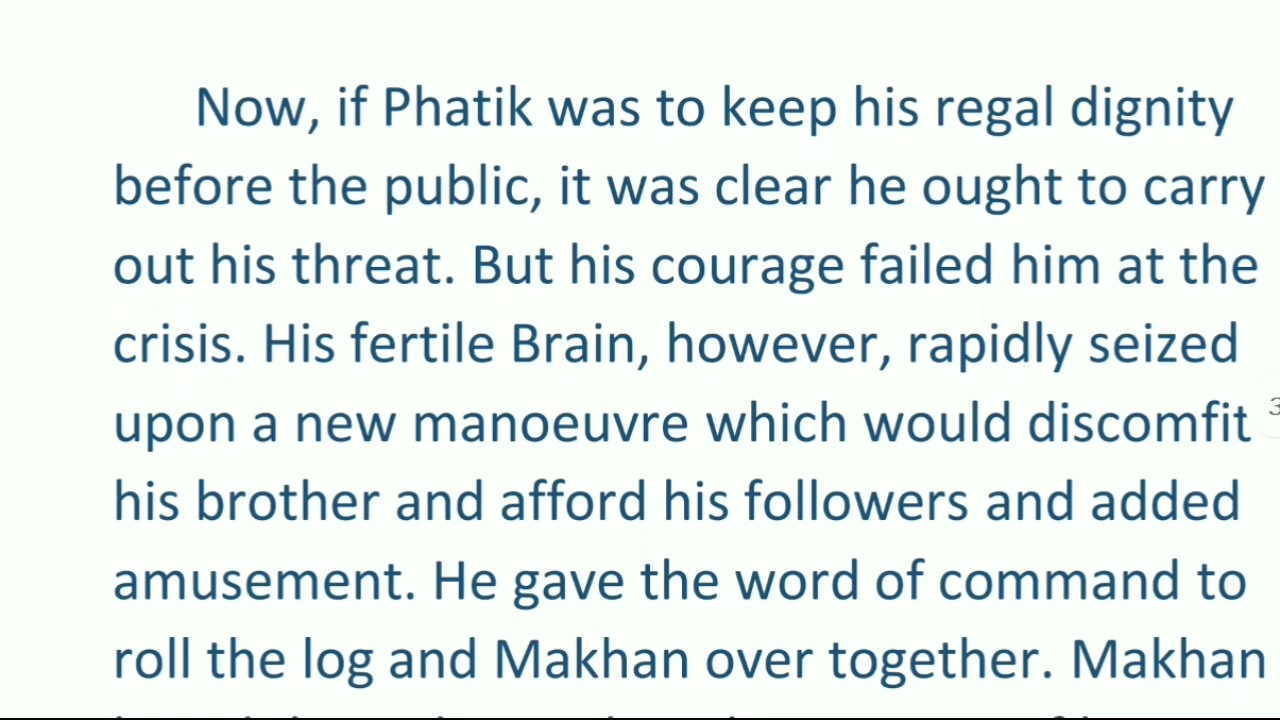 Now, if Phatik was to keep his regal dignity
before the public, it was clear he ought to carry
out his threat. But his courage failed him at the
crisis. His fertile Brain, however, rapidly seized
upon a new manoeuvre which would discomfit
3
his brother and afford his followers and added
amusement. He gave the word of command to
roll the log and Makhan over together. Makhan